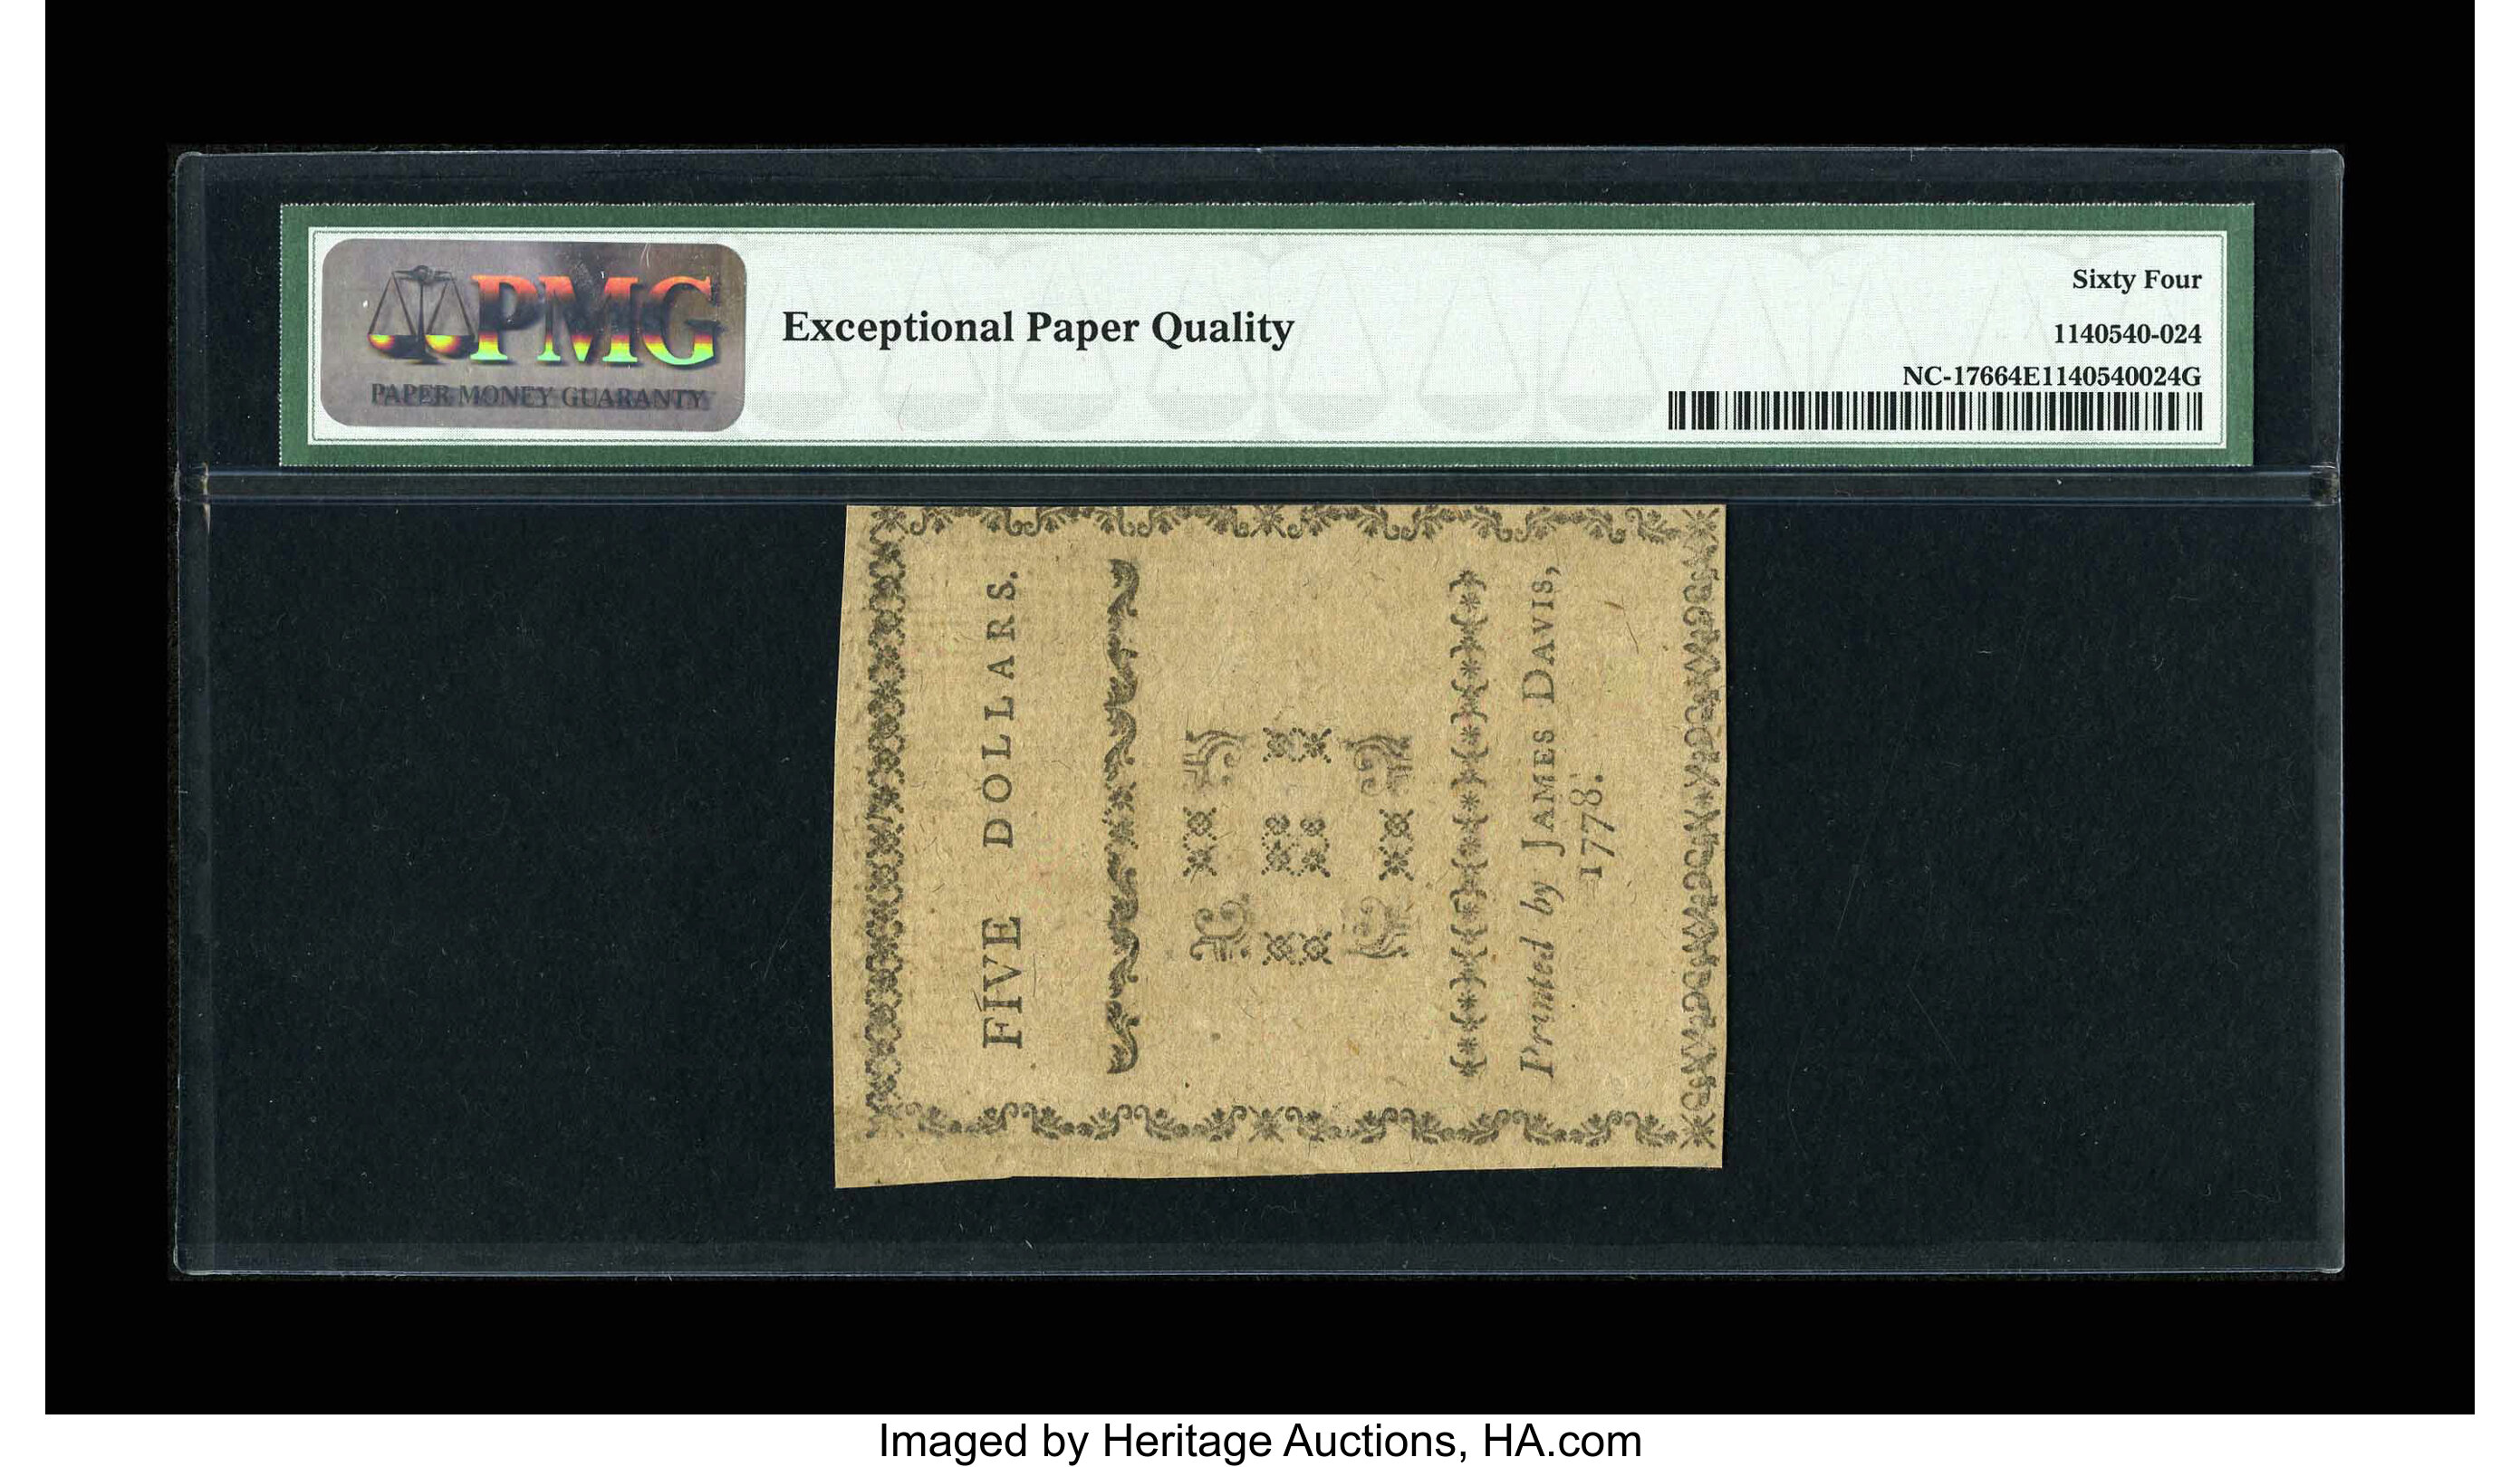 PMG
PAPER MONEY GUARANTY
Exceptional Paper Quality
Sixty Four
1140540-024
NC-17664E1140540024G
FIVE DOLLARS.
Printed by JAMES DAVIS,
1778.
Imaged by Heritage Auctions, HA.com